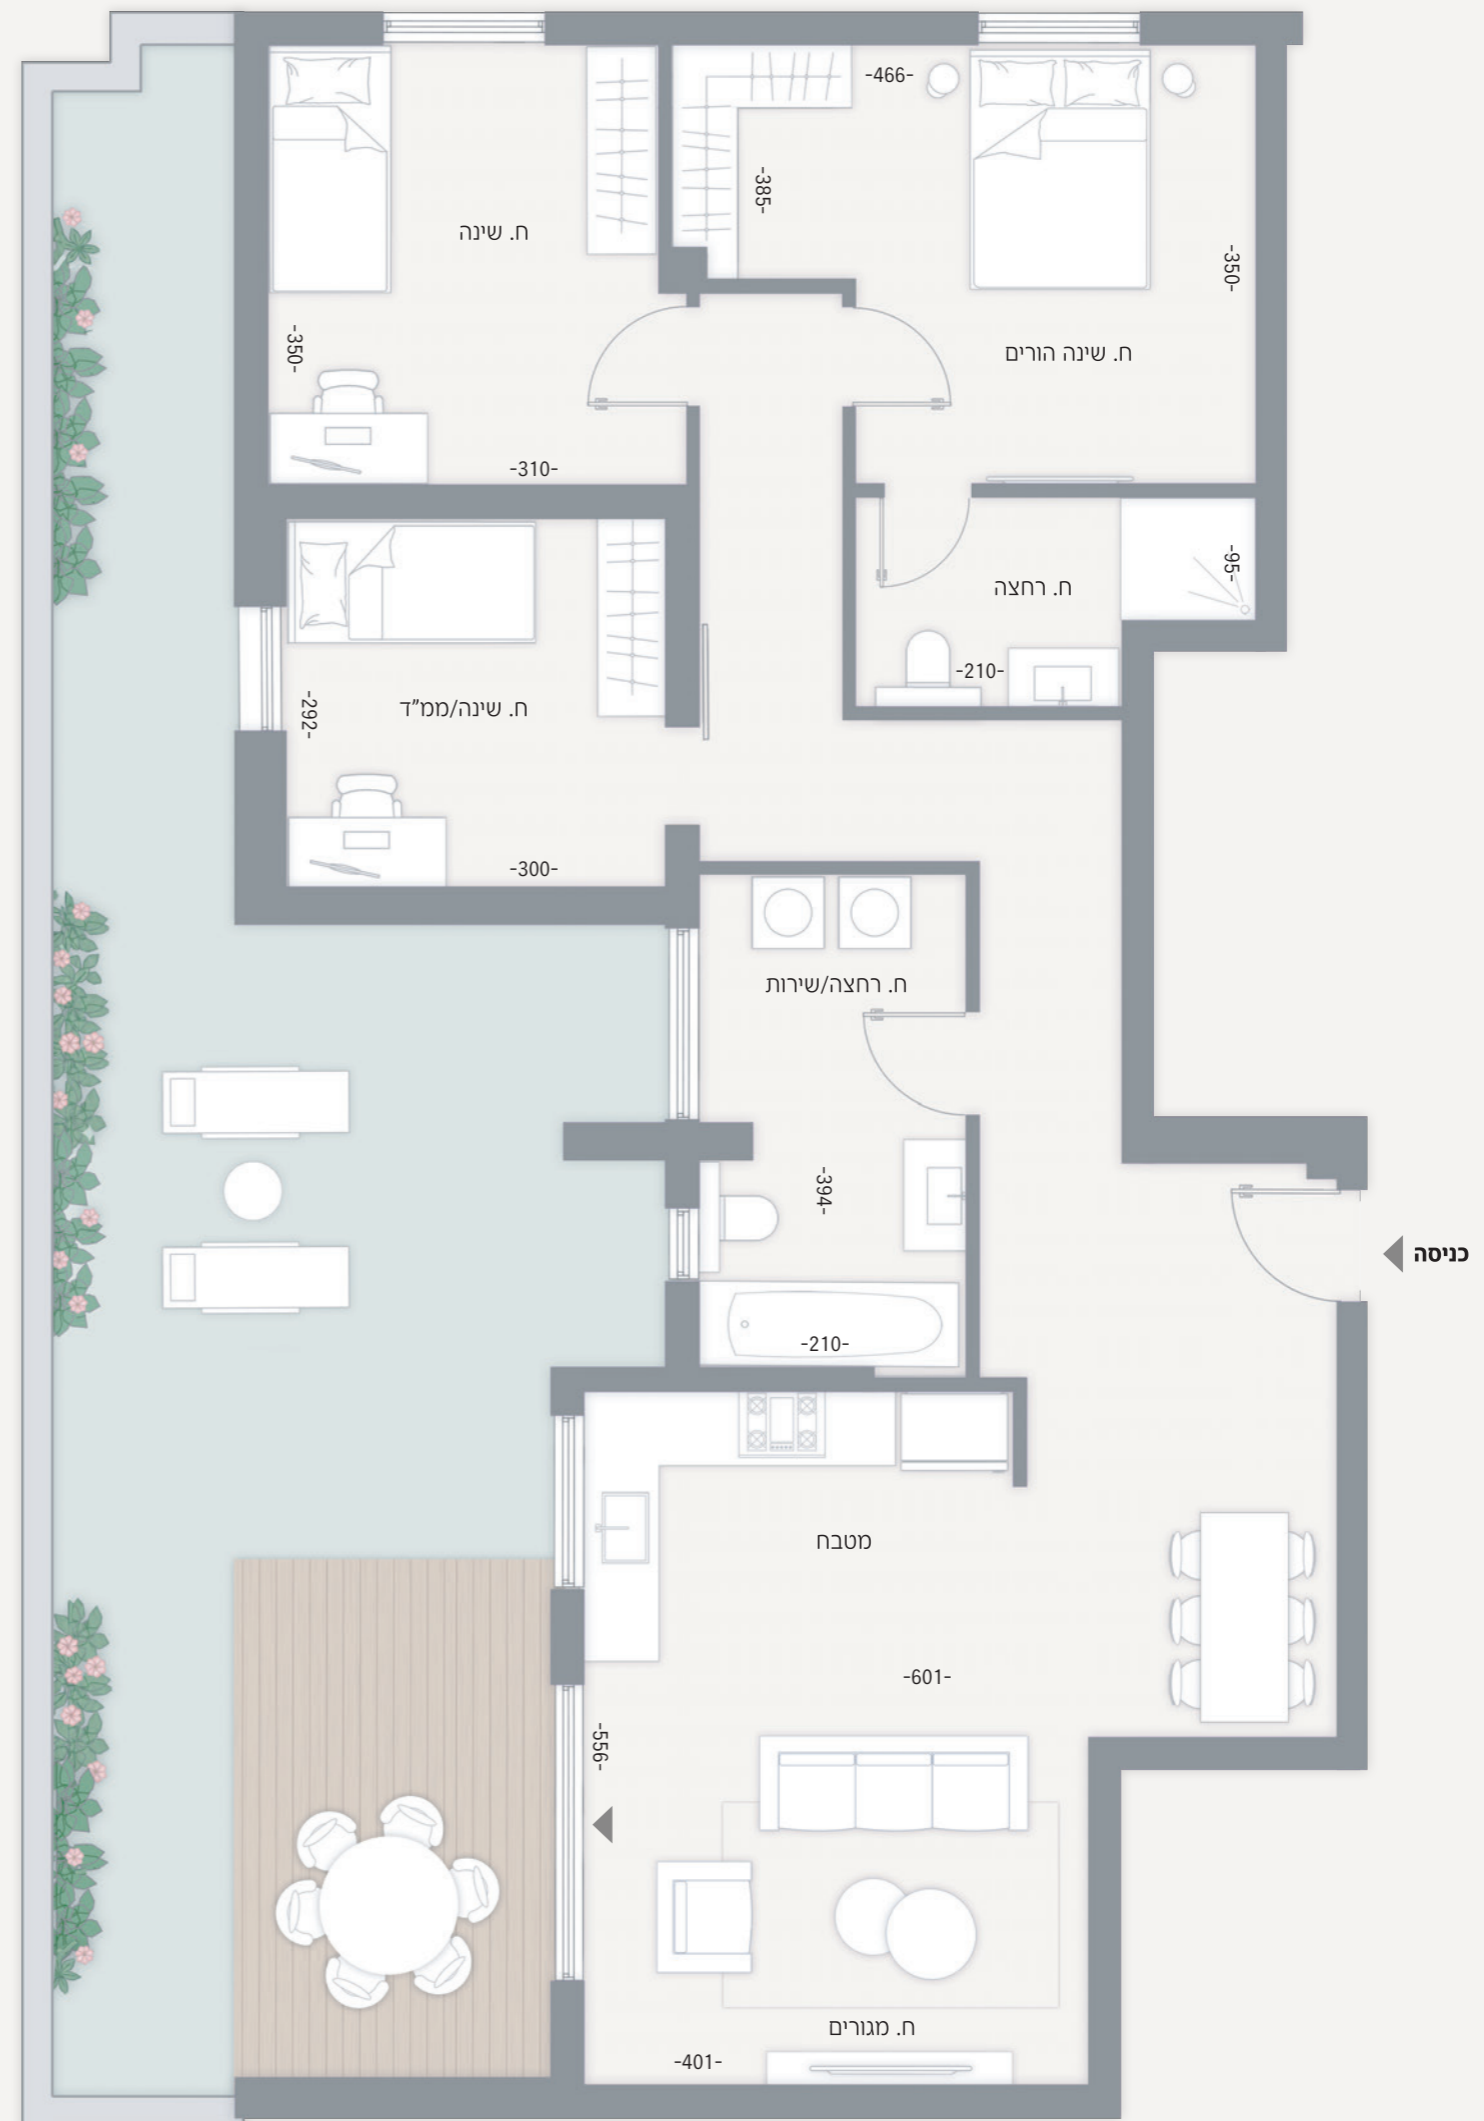 -466-
-385-
ח. שינה
-350-
-350-
ח. שינה הורים
-310-
-95-
ח. רחצה
-210-
-292-
ח. שינה/ממ"ד
-300-
ח. רחצה/שירות
-394-
כניסה
-210-
מטבח
-601-
-556-
ח. מגורים
-401-